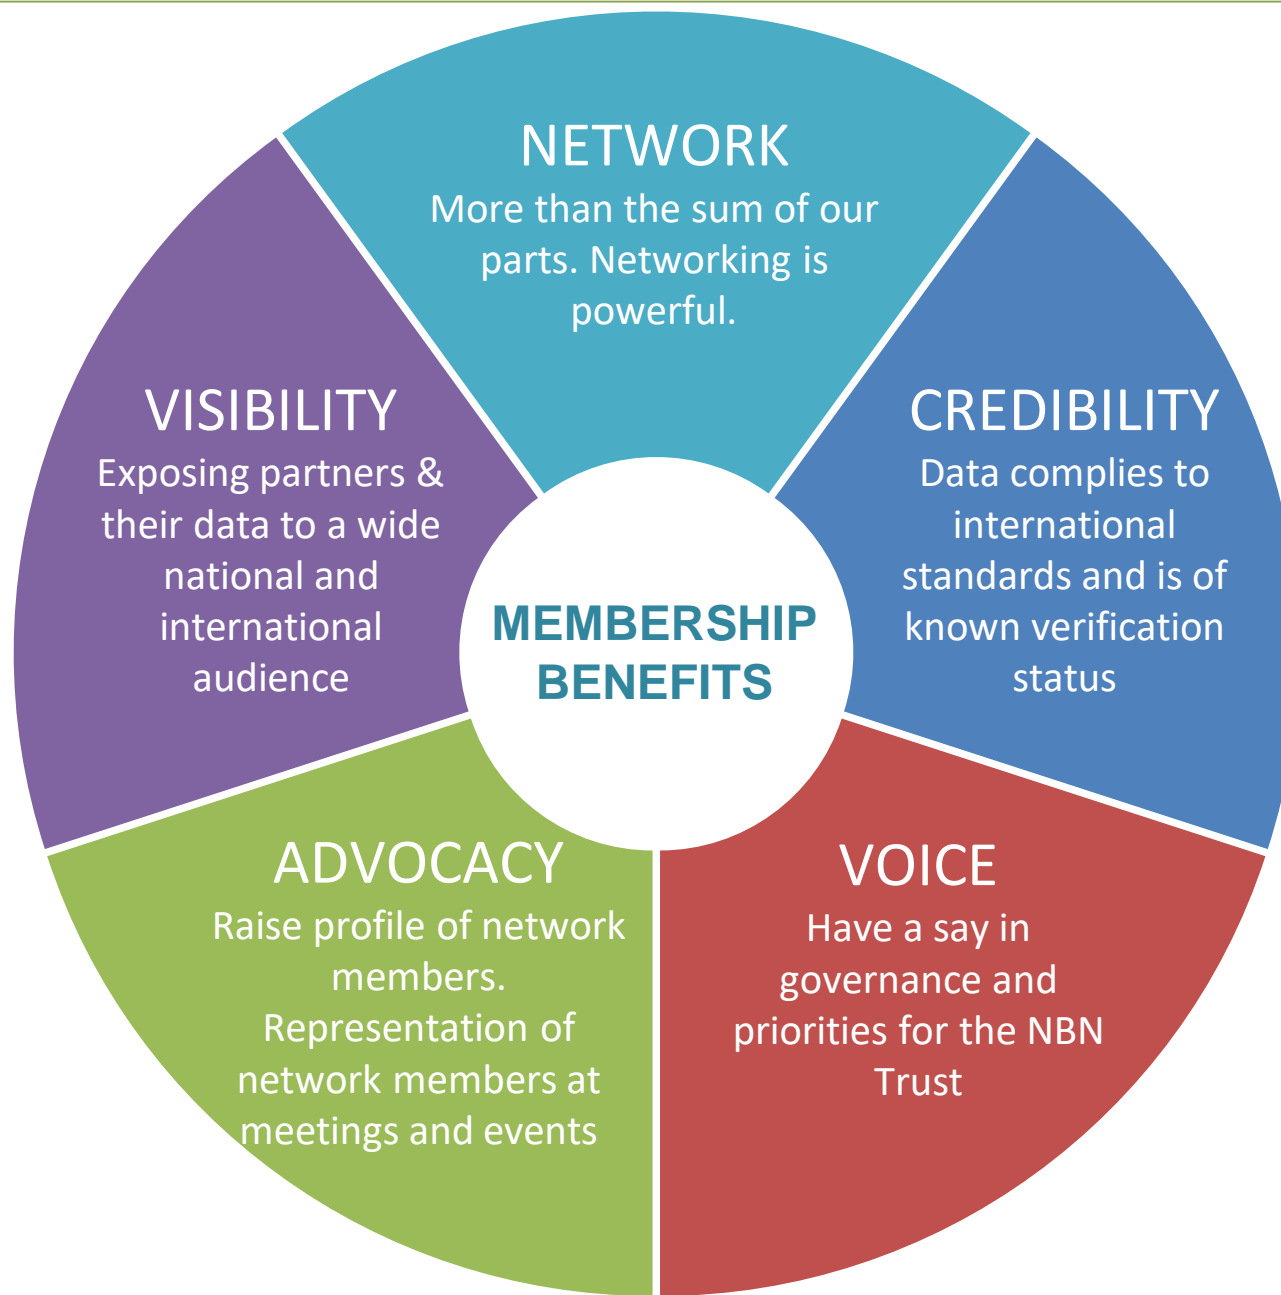 NETWORK
More than the sum of our
parts. Networking is
powerful.
CREDIBILITY
Data complies to
international
standards and is of
known verification
status
VOICE
Have a say in
governance and
priorities for the NBN
Trust
ADVOCACY
Raise profile of network
members.
Representation of
network members at
meetings and events
VISIBILITY
Exposing partners &
their data to a wide
national and
international
audience
MEMBERSHIP
BENEFITS